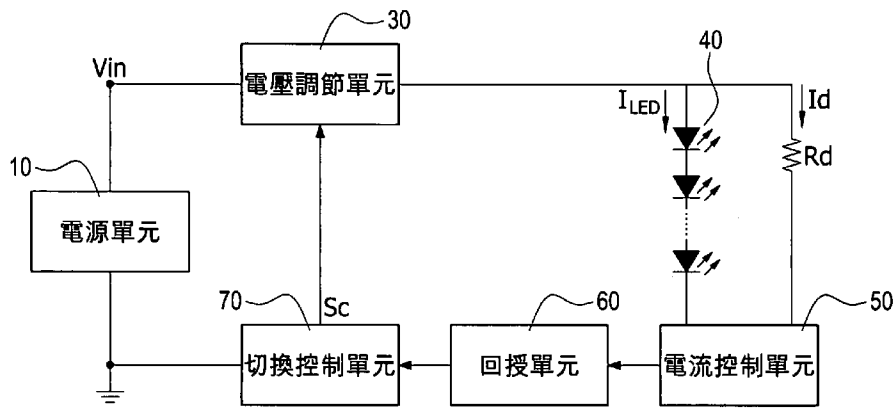 30
Vin
電壓調節單元
40
I_LED
Id
Rd
10
電源單元
70
Sc
60
50
切換控制單元
回授單元
電流控制單元